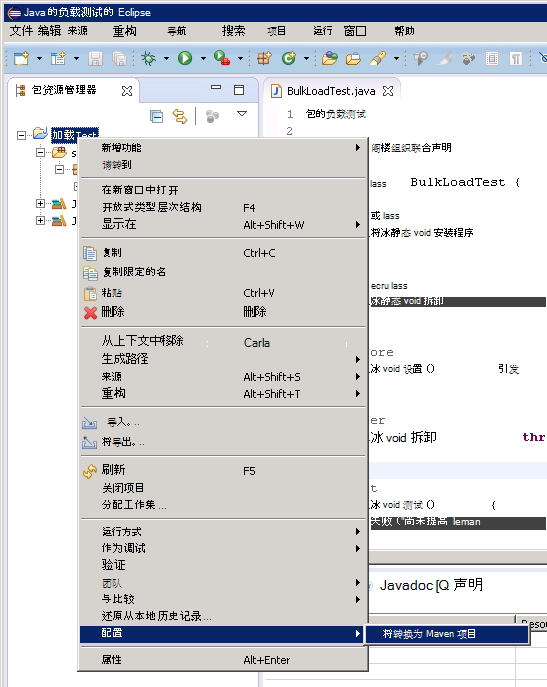 Java的负载测试的 Eclipse
文件 编辑 来源 重构 导航 搜索 项目 运行 窗口 帮助
包资源管理器
BulkLoadTest.java
1 包的负载测试
2
加载Test
新增功能
请转到
在新窗口中打开
开放式类型层次结构 F4
显示在 Alt+Shift+W
复制 Ctrl+C
复制限定的名
粘贴 Ctrl+V
删除 删除
从上下文中移除 Carla
生成路径
来源 Alt+Shift+S
重构 Alt+Shift+T
导入...
将导出...
刷新 F5
关闭项目
分配工作集...
运行方式
作为调试
验证
团队
与比较
还原从本地历史记录...
配置
将转换为 Maven 项目
属性 Alt+Enter
阁楼组织联合声明
lass BulkLoadTest {
或 lass
将冰静态 void 安装程序
ecru lass
冰静态 void 拆卸
ore
冰 void 设置 () 引发
er
冰 void 拆卸 thr
t
冰 void 测试 () {
失败 ("尚未提高 leman
Javadoc [Q 声明
Resou